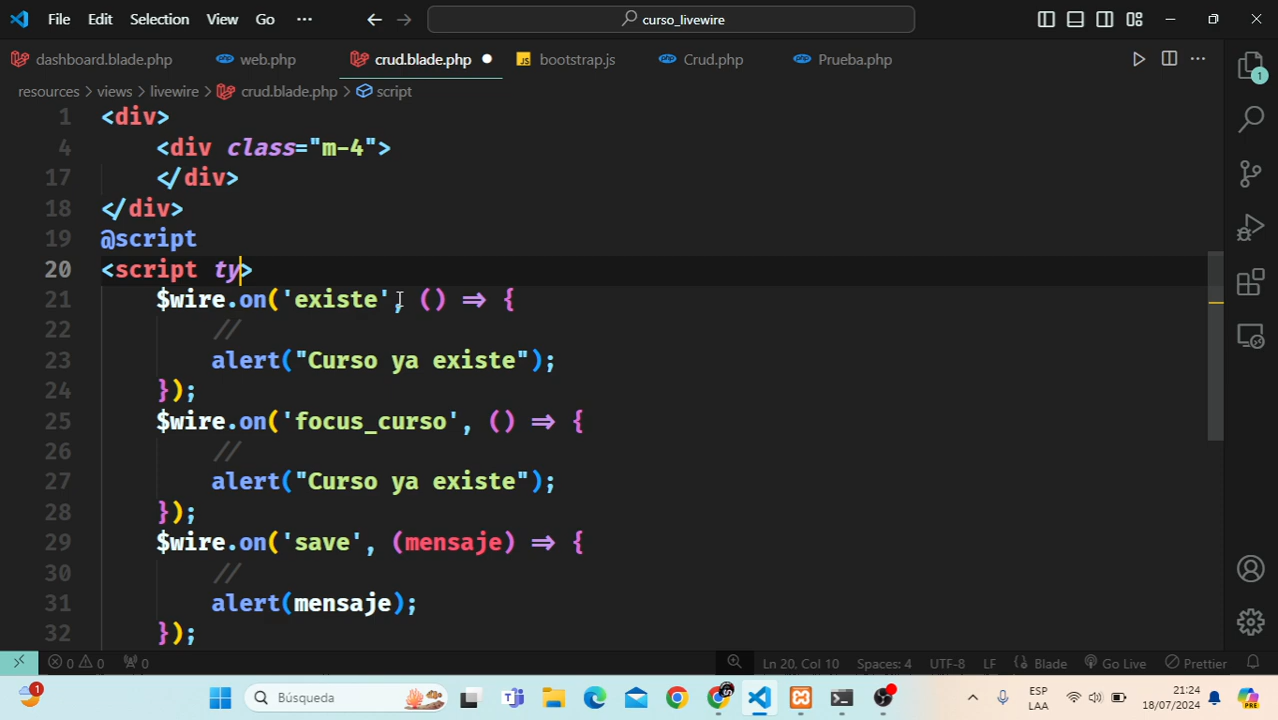 File Edit Selection View Go ··· curso_livewire
dashboard.blade.php web.php crud.blade.php JS bootstrap.js Crud.php Prueba.php
resources > views > livewire > crud.blade.php > script
1 <div>
4 <div class="m-4">
17 </div>
18 </div>
19 @script
20 <script ty>
21 $wire.on('existe', () => {
22 //
23 alert("Curso ya existe");
24 });
25 $wire.on('focus_curso', () => {
26 //
27 alert("Curso ya existe");
28 });
29 $wire.on('save', (mensaje) => {
30 //
31 alert(mensaje);
32 });
1
0 0 0 Ln 20, Col 10 Spaces: 4 UTF-8 LF Blade Go Live Prettier
1 Búsqueda ESP LAA 21:24 18/07/2024 PRE